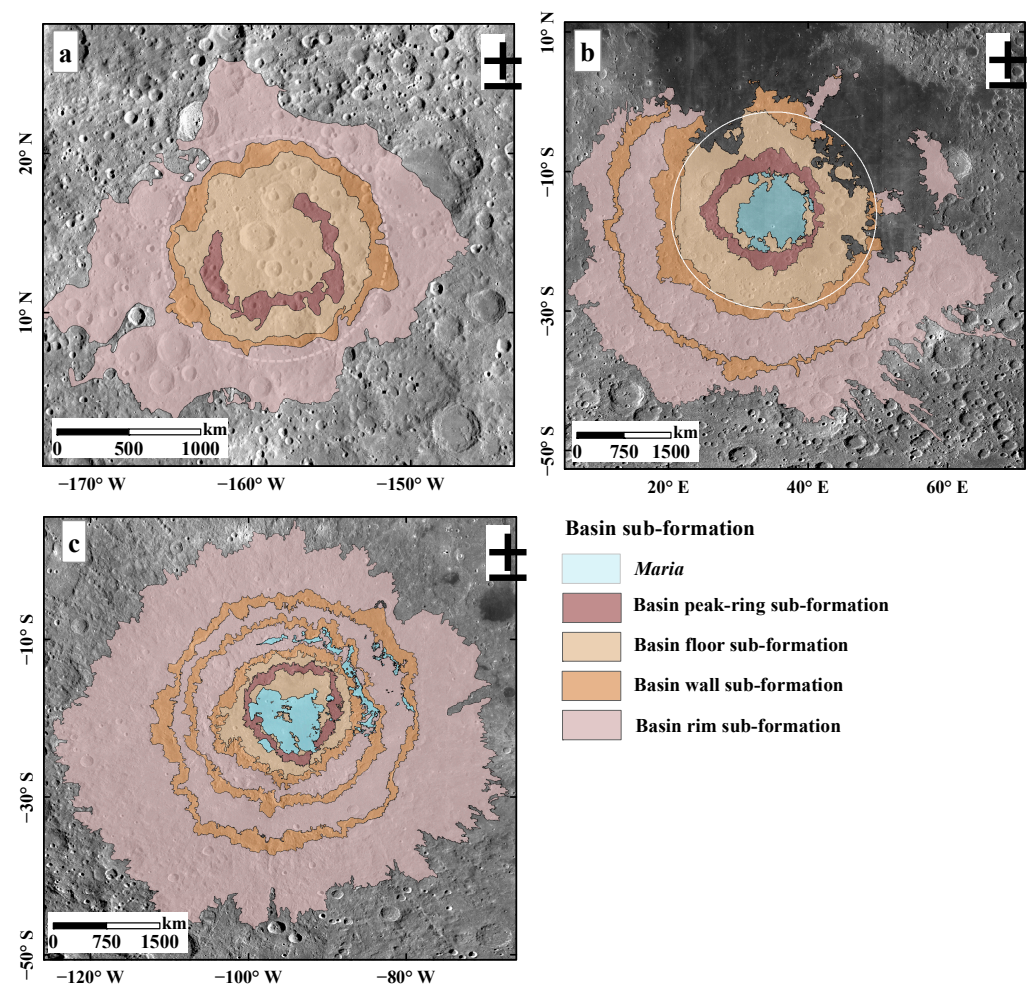 a
20° N
10° N
km
0 500 1000
−170° W −160° W −150° W
b
10° N
−10° S
−30° S
−50° S
km
0 750 1500
20° E 40° E 60° E
c
−10° S
−30° S
−50° S
km
0 750 1500
−120° W −100° W −80° W
Basin sub-formation
Maria
Basin peak-ring sub-formation
Basin floor sub-formation
Basin wall sub-formation
Basin rim sub-formation